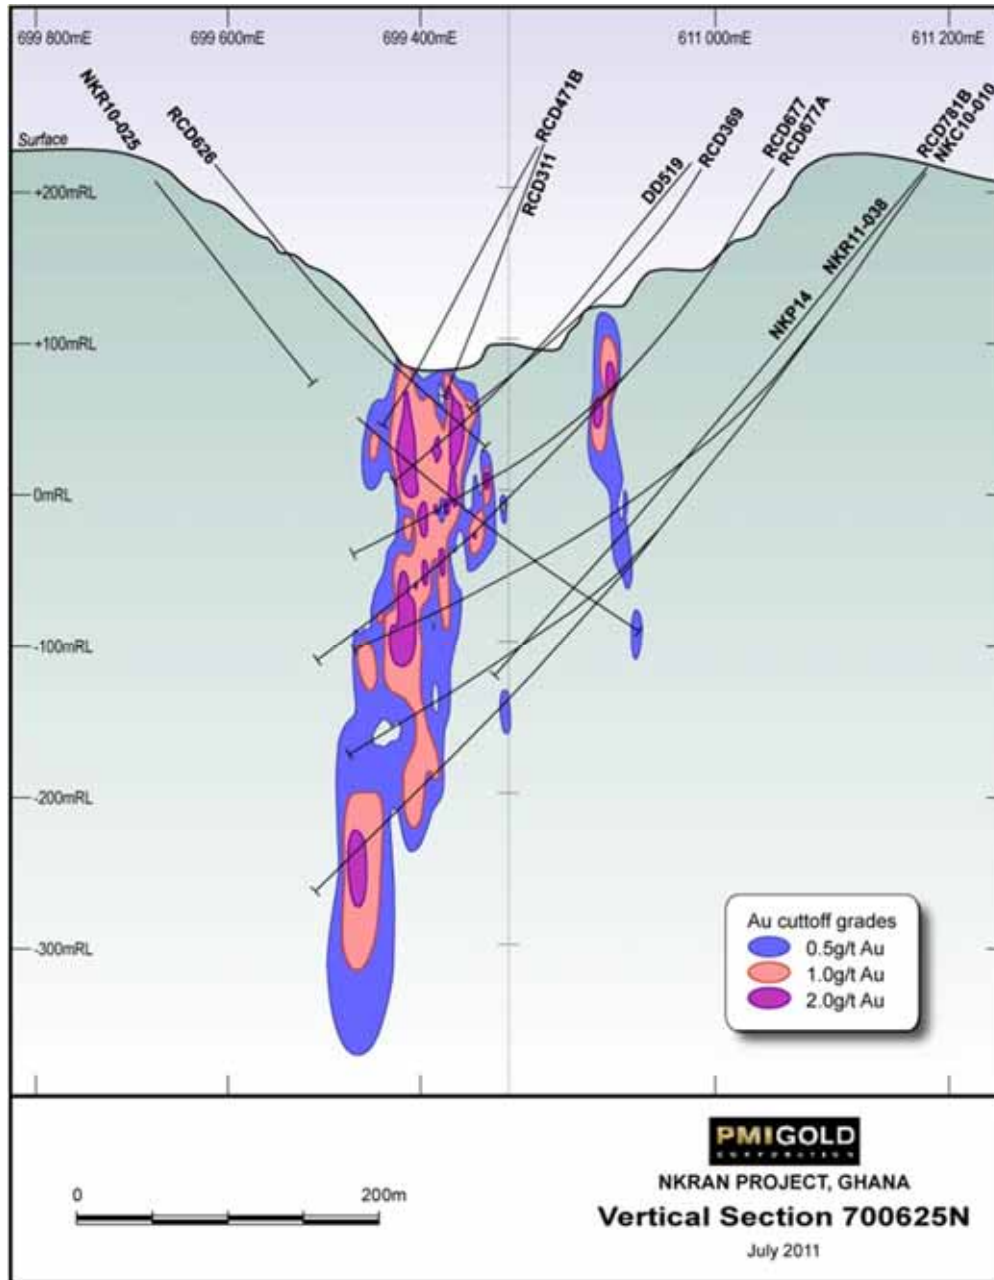 699 800mE
699 600mE
699 400mE
611 000mE
611 200mE
NKR10-025
RCD626
RCD471B
RCD311
DD519
RCD369
RCD677
RCD677A
RCD781B
NKC10-010
NKR11-038
NKP14
Surface
+200mRL
+100mRL
0mRL
-100mRL
-200mRL
-300mRL
Au cuttoff grades
0.5g/t Au
1.0g/t Au
2.0g/t Au
0
200m
PMIGOLD
CORPORATION
NKRAN PROJECT, GHANA
Vertical Section 700625N
July 2011